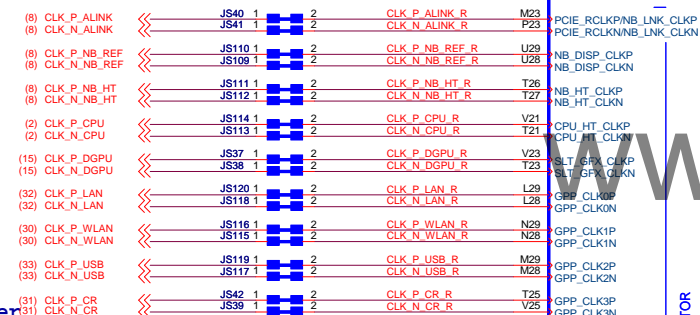 (8) CLK_P_ALINK JS40 1 2 CLK_P_ALINK_R M23 PCIE_RCLKP/NB_LNK_CLKP
(8) CLK_N_ALINK JS41 1 2 CLK_N_ALINK_R P23 PCIE_RCLKN/NB_LNK_CLKN
(8) CLK_P_NB_REF JS110 1 2 CLK_P_NB_REF_R U29 NB_DISP_CLKP
(8) CLK_N_NB_REF JS109 1 2 CLK_N_NB_REF_R U28 NB_DISP_CLKN
(8) CLK_P_NB_HT JS111 1 2 CLK_P_NB_HT_R T26 NB_HT_CLKP
(8) CLK_N_NB_HT JS112 1 2 CLK_N_NB_HT_R T27 NB_HT_CLKN
(2) CLK_P_CPU JS114 1 2 CLK_P_CPU_R V21 CPU_HT_CLKP
(2) CLK_N_CPU JS113 1 2 CLK_N_CPU_R T21 CPU_HT_CLKN
(15) CLK_P_DGPU JS37 1 2 CLK_P_DGPU_R V23 SLT_GFX_CLKP
(15) CLK_N_DGPU JS38 1 2 CLK_N_DGPU_R T23 SLT_GFX_CLKN
(32) CLK_P_LAN JS120 1 2 CLK_P_LAN_R L29 GPP_CLK0P
(32) CLK_N_LAN JS118 1 2 CLK_N_LAN_R L28 GPP_CLK0N
(30) CLK_P_WLAN JS116 1 2 CLK_P_WLAN_R N29 GPP_CLK1P
(30) CLK_N_WLAN JS115 1 2 CLK_N_WLAN_R N28 GPP_CLK1N
(33) CLK_P_USB JS119 1 2 CLK_P_USB_R M29 GPP_CLK2P
(33) CLK_N_USB JS117 1 2 CLK_N_USB_R M28 GPP_CLK2N
(31) CLK_P_CR JS42 1 2 CLK_P_CR_R T25 GPP_CLK3P
(31) CLK_N_CR JS39 1 2 CLK_N_CR_R V25 GPP_CLK3N